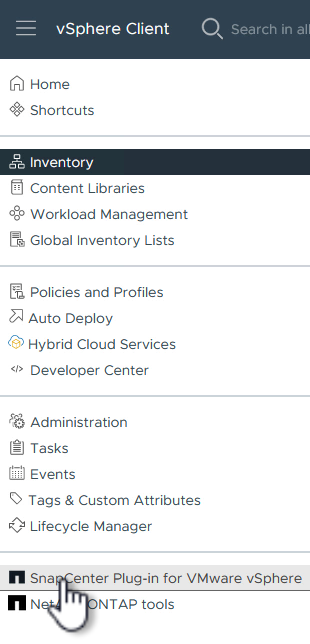 vSphere Client
Search in all
Home
Shortcuts
Inventory
Content Libraries
Workload Management
Global Inventory Lists
Policies and Profiles
Auto Deploy
Hybrid Cloud Services
Developer Center
Administration
Tasks
Events
Tags & Custom Attributes
Lifecycle Manager
SnapCenter Plug-in for VMware vSphere
ONTAP tools